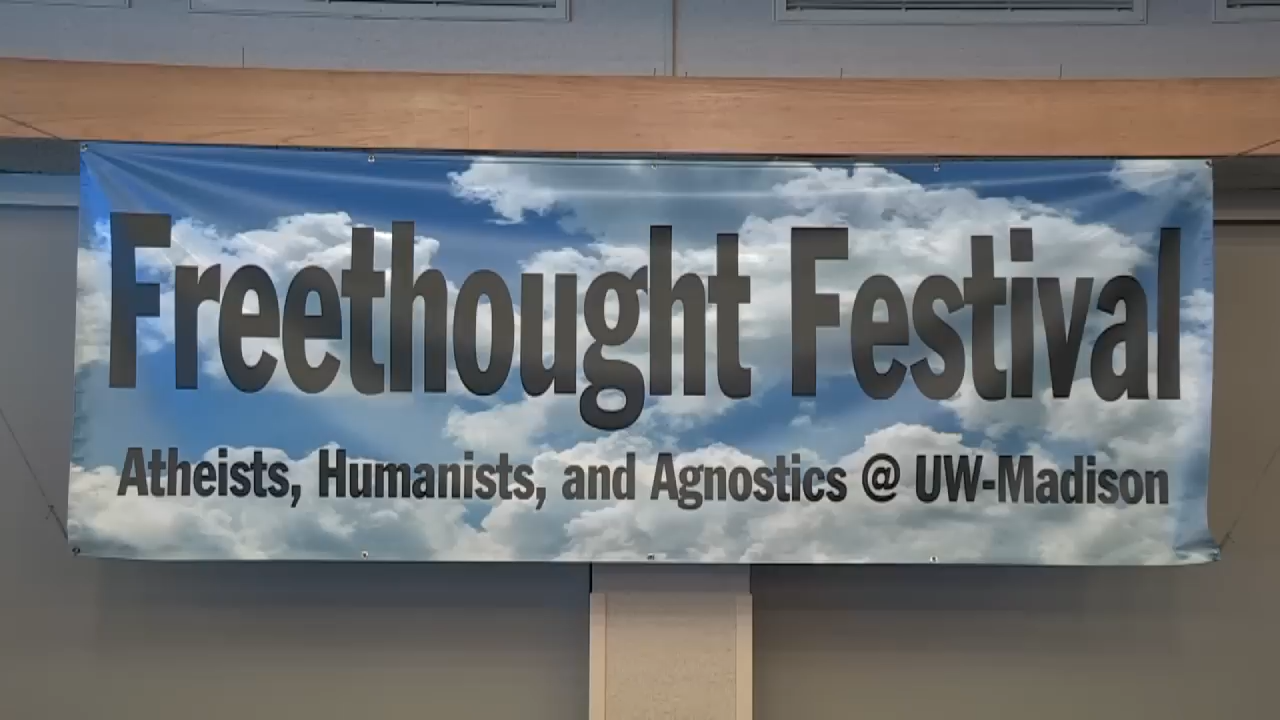 Freethought Festival
Atheists, Humanists, and Agnostics @ UW-Madison